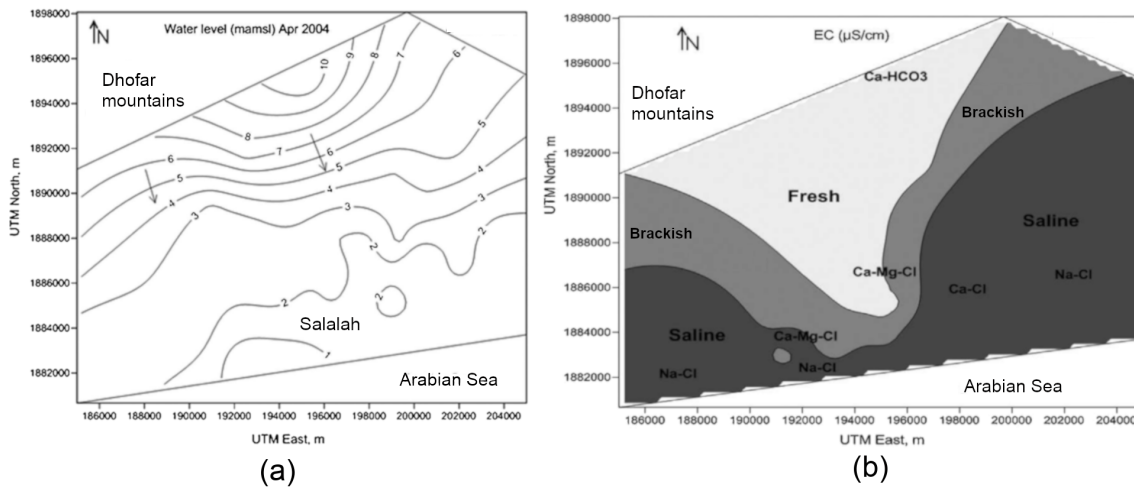 Water level (mamsl) Apr 2004
N
Dhofar
mountains
1898000
1896000
1894000
1892000
1890000
1888000
1886000
1884000
1882000
UTM North, m
10
9
8
7
6
5
4
3
2
8
7
6
5
4
3
6
5
4
3
2
2
2
2
1
Salalah
Arabian Sea
186000 188000 190000 192000 194000 196000 198000 200000 202000 204000
UTM East, m
(a)
EC (µS/cm)
N
Dhofar
mountains
1898000
1896000
1894000
1892000
1890000
1888000
1886000
1884000
1882000
UTM North, m
Ca-HCO3
Brackish
Fresh
Saline
Brackish
Ca-Mg-Cl
Ca-Cl
Na-Cl
Saline
Ca-Mg-Cl
Na-Cl
Na-Cl
Arabian Sea
186000 188000 190000 192000 194000 196000 198000 200000 202000 204000
UTM East, m
(b)